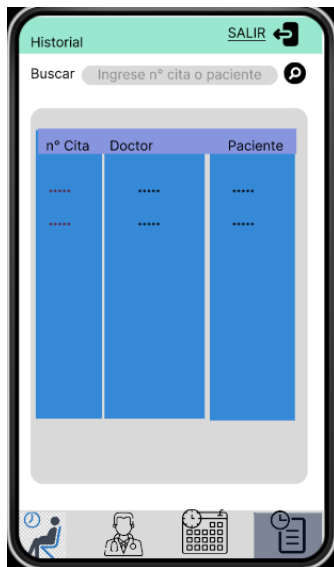 SALIR
Historial
Buscar Ingrese n° cita o paciente
n° Cita Doctor Paciente
..... ..... .....
..... ..... .....